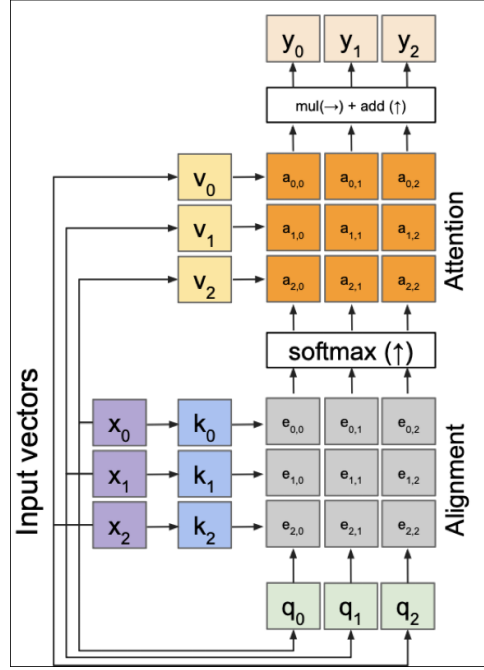 y0 y1 y2
mul(→) + add (↑)
v0 a0,0 a0,1 a0,2
v1 a1,0 a1,1 a1,2
v2 a2,0 a2,1 a2,2
Attention
softmax (↑)
Input vectors
x0 k0 e0,0 e0,1 e0,2
x1 k1 e1,0 e1,1 e1,2
x2 k2 e2,0 e2,1 e2,2
Alignment
q0 q1 q2